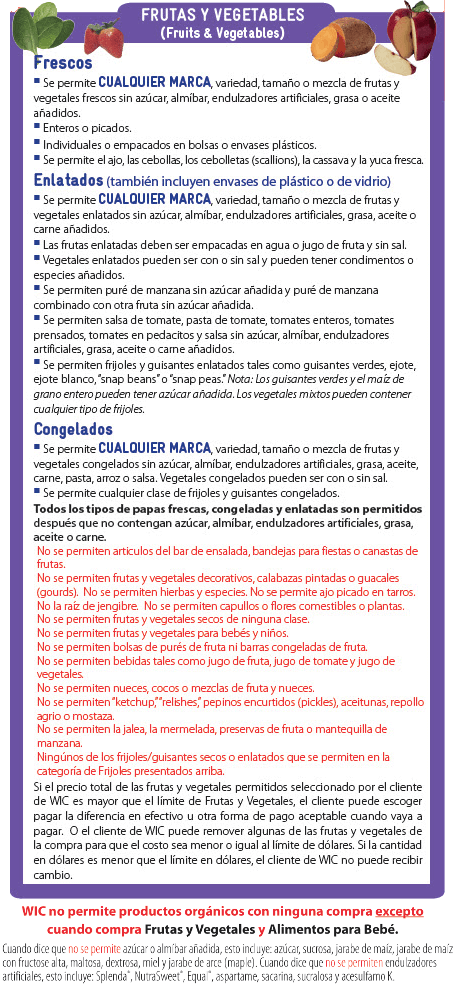 FRUTAS Y VEGETABLES
(Fruits & Vegetables)
Frescos
▪ Se permite CUALQUIER MARCA, variedad, tamaño o mezcla de frutas y
vegetales frescos sin azúcar, almíbar, endulzadores artificiales, grasa o aceite
añadidos.
▪ Enteros o picados.
▪ Individuales o empacados en bolsas o envases plásticos.
▪ Se permite el ajo, las cebollas, los cebolletas (scallions), la cassava y la yuca fresca.
Enlatados (también incluyen envases de plástico o de vidrio)
▪ Se permite CUALQUIER MARCA, variedad, tamaño o mezcla de frutas y
vegetales enlatados sin azúcar, almíbar, endulzadores artificiales, grasa, aceite o
carne añadidos.
▪ Las frutas enlatadas deben ser empacadas en agua o jugo de fruta y sin sal.
▪ Vegetales enlatados pueden ser con o sin sal y pueden tener condimentos o
especies añadidos.
▪ Se permiten puré de manzana sin azúcar añadida y puré de manzana
combinado con otra fruta sin azúcar añadida.
▪ Se permiten salsa de tomate, pasta de tomate, tomates enteros, tomates
prensados, tomates en pedacitos y salsa sin azúcar, almíbar, endulzadores
artificiales, grasa, aceite o carne añadidos.
▪ Se permiten frijoles y guisantes enlatados tales como guisantes verdes, ejote,
ejote blanco, “snap beans” o “snap peas.” Nota: Los guisantes verdes y el maíz de
grano entero pueden tener azúcar añadida. Los vegetales mixtos pueden contener
cualquier tipo de frijoles.
Congelados
▪ Se permite CUALQUIER MARCA, variedad, tamaño o mezcla de frutas y
vegetales congelados sin azúcar, almíbar, endulzadores artificiales, grasa, aceite,
carne, pasta, arroz o salsa. Vegetales congelados pueden ser con o sin sal.
▪ Se permite cualquier clase de frijoles y guisantes congelados.
Todos los tipos de papas frescas, congeladas y enlatadas son permitidos
después que no contengan azúcar, almíbar, endulzadores artificiales, grasa,
aceite o carne.
No se permiten articulos del bar de ensalada, bandejas para fiestas o canastas de
frutas.
No se permiten frutas y vegetales decorativos, calabazas pintadas o guacales
(gourds). No se permiten hierbas y especies. No se permite ajo picado en tarros.
No la raíz de jengibre. No se permiten capullos o flores comestibles o plantas.
No se permiten frutas y vegetales secos de ninguna clase.
No se permiten frutas y vegetales para bebés y niños.
No se permiten bolsas de purés de fruta ni barras congeladas de fruta.
No se permiten bebidas tales como jugo de fruta, jugo de tomate y jugo de
vegetales.
No se permiten nueces, cocos o mezclas de fruta y nueces.
No se permiten “ketchup,” “relishes,” pepinos encurtidos (pickles), aceitunas, repollo
agrio o mostaza.
No se permiten la jalea, la mermelada, preservas de fruta o mantequilla de
manzana.
Ningúnos de los frijoles/guisantes secos o enlatados que se permiten en la
categoría de Frijoles presentados arriba.
Si el precio total de las frutas y vegetales permitidos seleccionado por el cliente
de WIC es mayor que el límite de Frutas y Vegetales, el cliente puede escoger
pagar la diferencia en efectivo u otra forma de pago aceptable cuando vaya a
pagar. O el cliente de WIC puede remover algunas de las frutas y vegetales de
la compra para que el costo sea menor o igual al límite de dólares. Si la cantidad
en dólares es menor que el límite en dólares, el cliente de WIC no puede recibir
cambio.
WIC no permite productos orgánicos con ninguna compra excepto
cuando compra Frutas y Vegetales y Alimentos para Bebé.
Cuando dice que no se permite azúcar o almíbar añadida, esto incluye: azúcar, sucrosa, jarabe de maíz, jarabe de maíz
con fructose alta, maltosa, dextrosa, miel y jarabe de arce (maple). Cuando dice que no se permiten endulzadores
artificiales, esto incluye: Splenda®, NutraSweet®, Equal®, aspartame, sacarina, sucralosa y acesulfamo K.